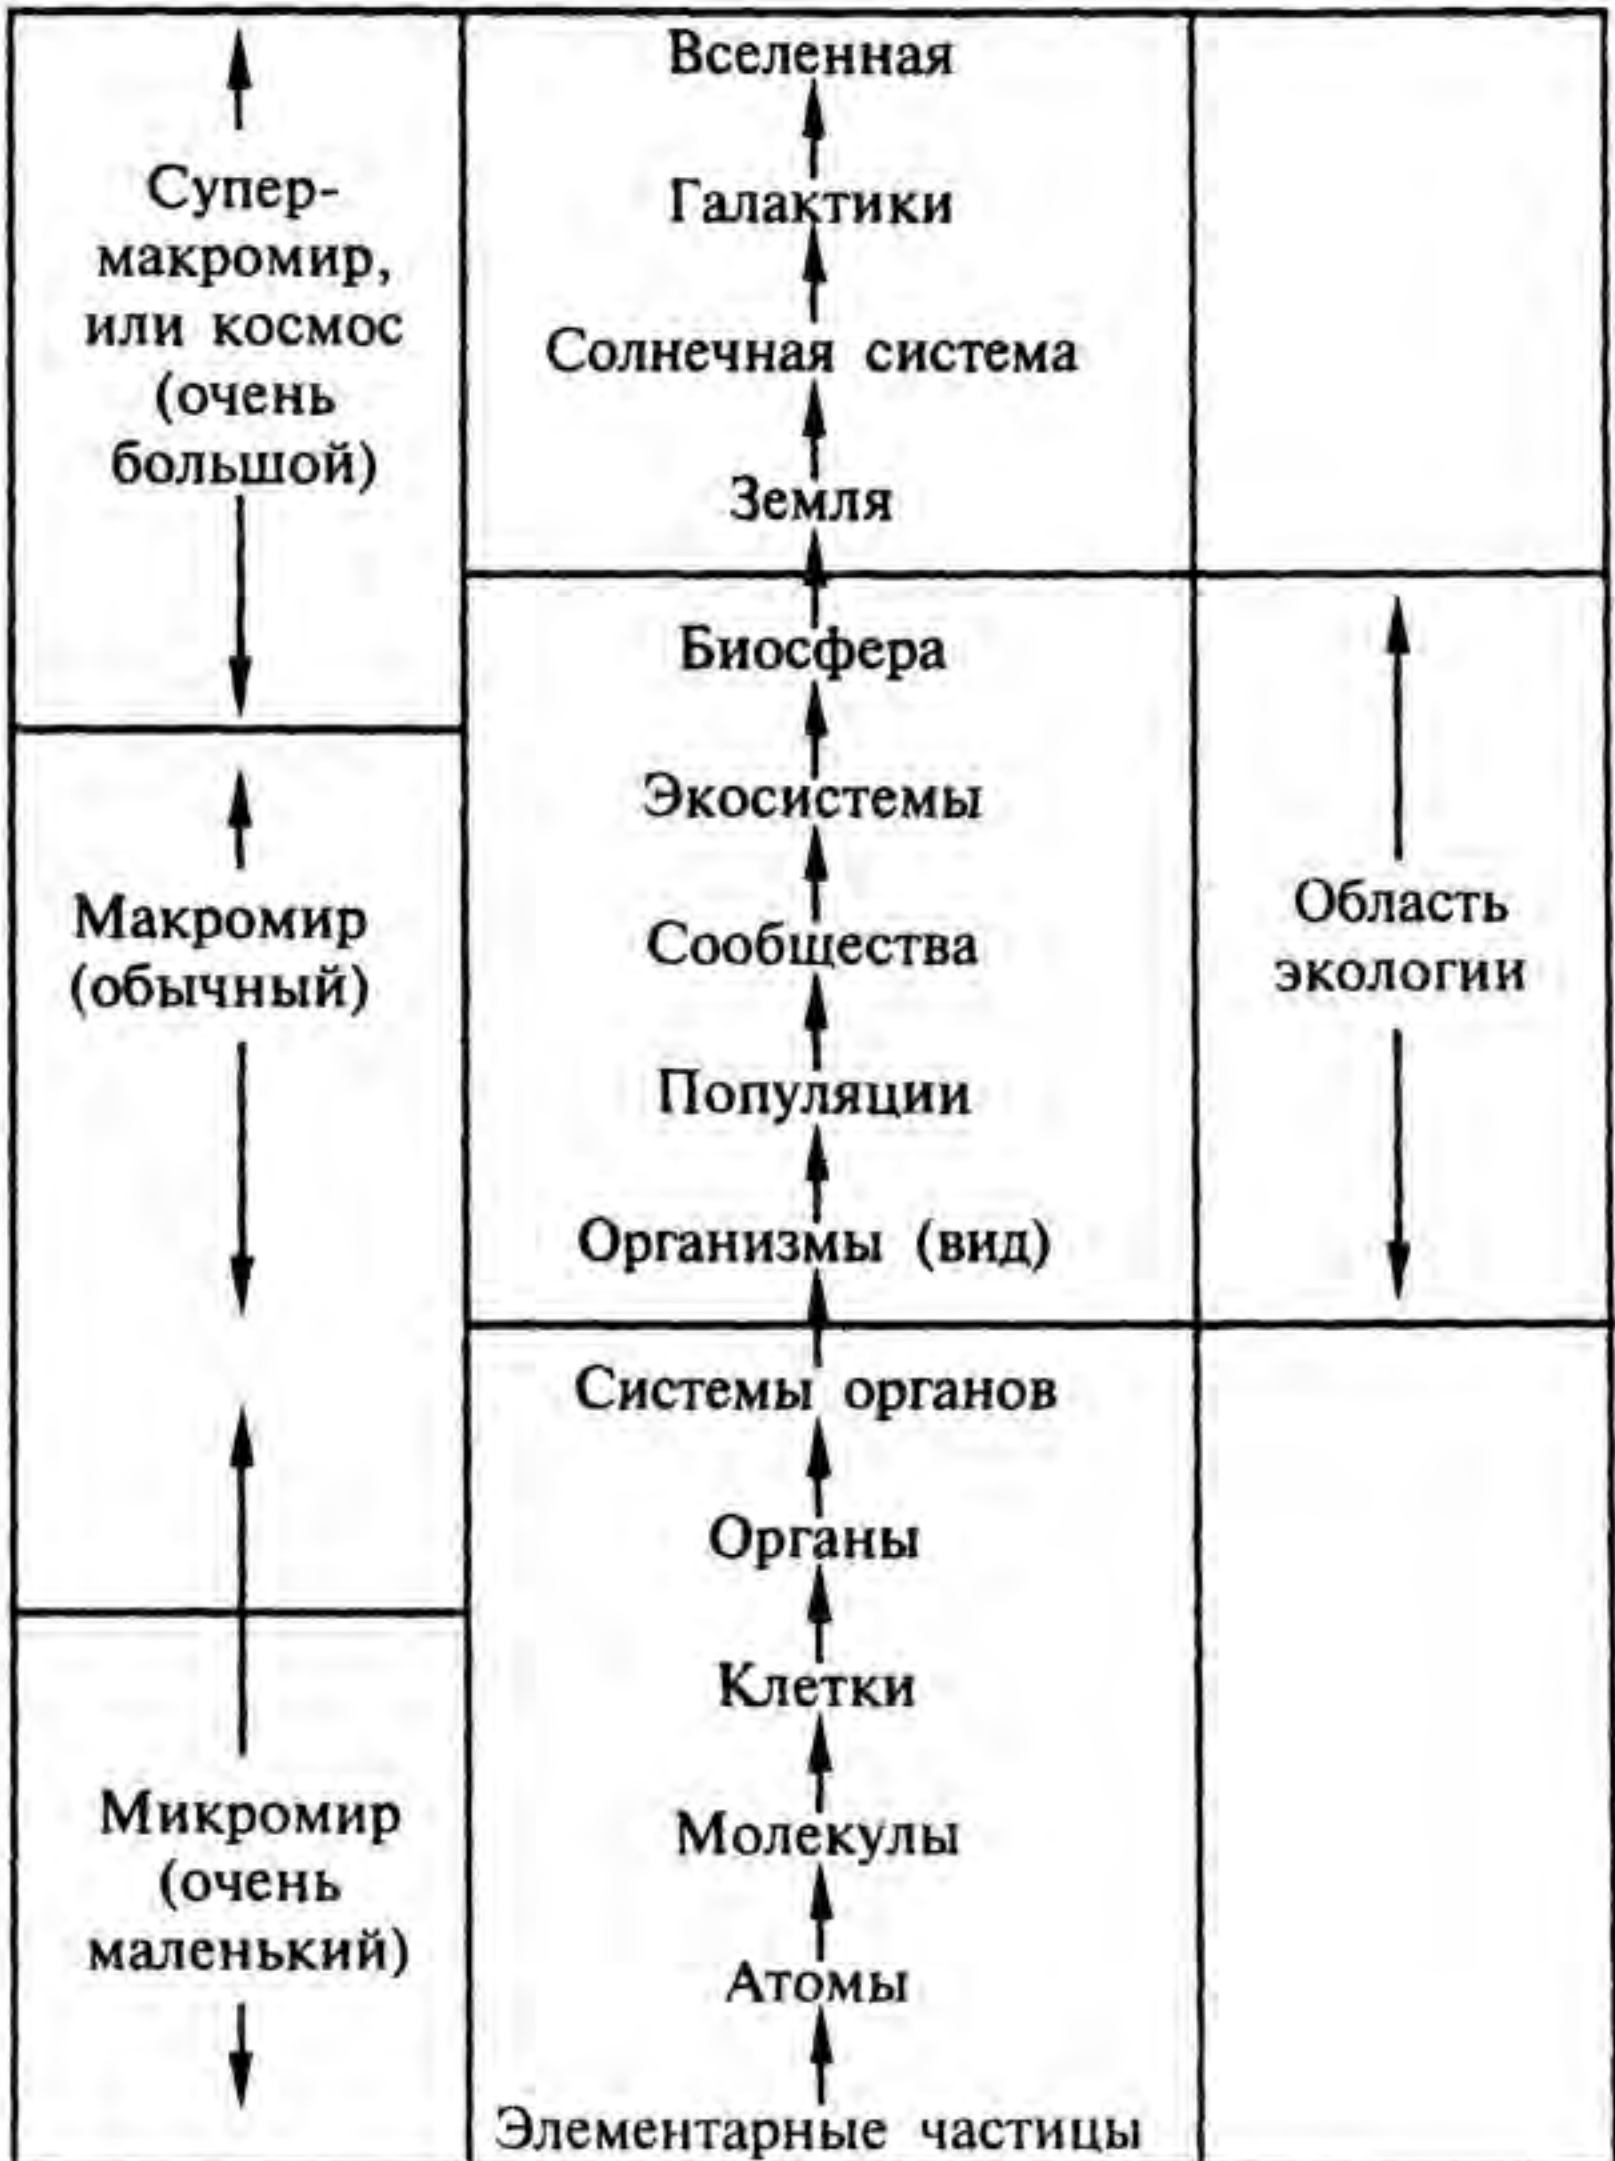 Супер-
макромир,
или космос
(очень
большой)
Макромир
(обычный)
Микромир
(очень
маленький)
Вселенная
Галактики
Солнечная система
Земля
Биосфера
Экосистемы
Сообщества
Популяции
Организмы (вид)
Системы органов
Органы
Клетки
Молекулы
Атомы
Элементарные частицы
Область
экологии